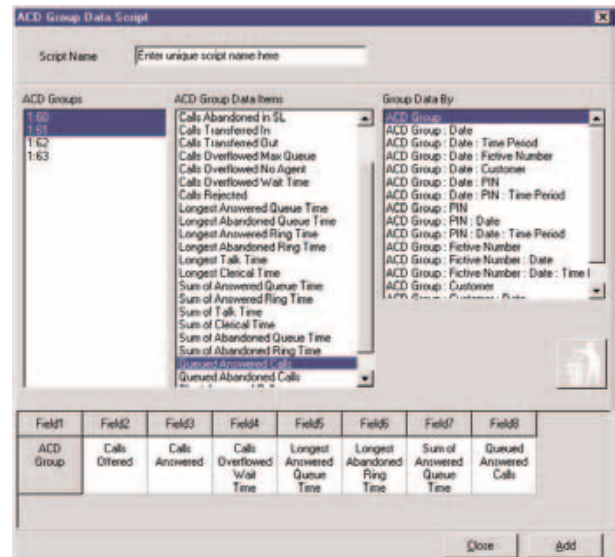 ACD Group Data Script
Script Name
Enter unique script name here
ACD Groups
1:60
1:61
1:62
1:63
ACD Group Data Items
Calls Abandoned in SL
Calls Transferred In
Calls Transferred Out
Calls Overflowed Max Queue
Calls Overflowed No Agent
Calls Overflowed Wait Time
Calls Rejected
Longest Answered Queue Time
Longest Abandoned Queue Time
Longest Answered Ring Time
Longest Abandoned Ring Time
Longest Talk Time
Longest Clerical Time
Sum of Answered Queue Time
Sum of Answered Ring Time
Sum of Talk Time
Sum of Clerical Time
Sum of Abandoned Queue Time
Sum of Abandoned Ring Time
Queued Answered Calls
Queued Abandoned Calls
Group Data By
ACD Group
ACD Group : Date
ACD Group : Date : Time Period
ACD Group : Date : Fictive Number
ACD Group : Date : Customer
ACD Group : Date : PIN
ACD Group : Date : PIN : Time Period
ACD Group : PIN
ACD Group : PIN : Date
ACD Group : PIN : Date : Time Period
ACD Group : Fictive Number
ACD Group : Fictive Number : Date
ACD Group : Fictive Number : Date : Time
ACD Group : Customer
ACD Group : Customer : Date
Field1 Field2 Field3 Field4 Field5 Field6 Field7 Field8
ACD Group
Calls Offered
Calls Answered
Calls Overflowed Wait Time
Longest Answered Queue Time
Longest Abandoned Ring Time
Sum of Answered Queue Time
Queued Answered Calls
Close
Add